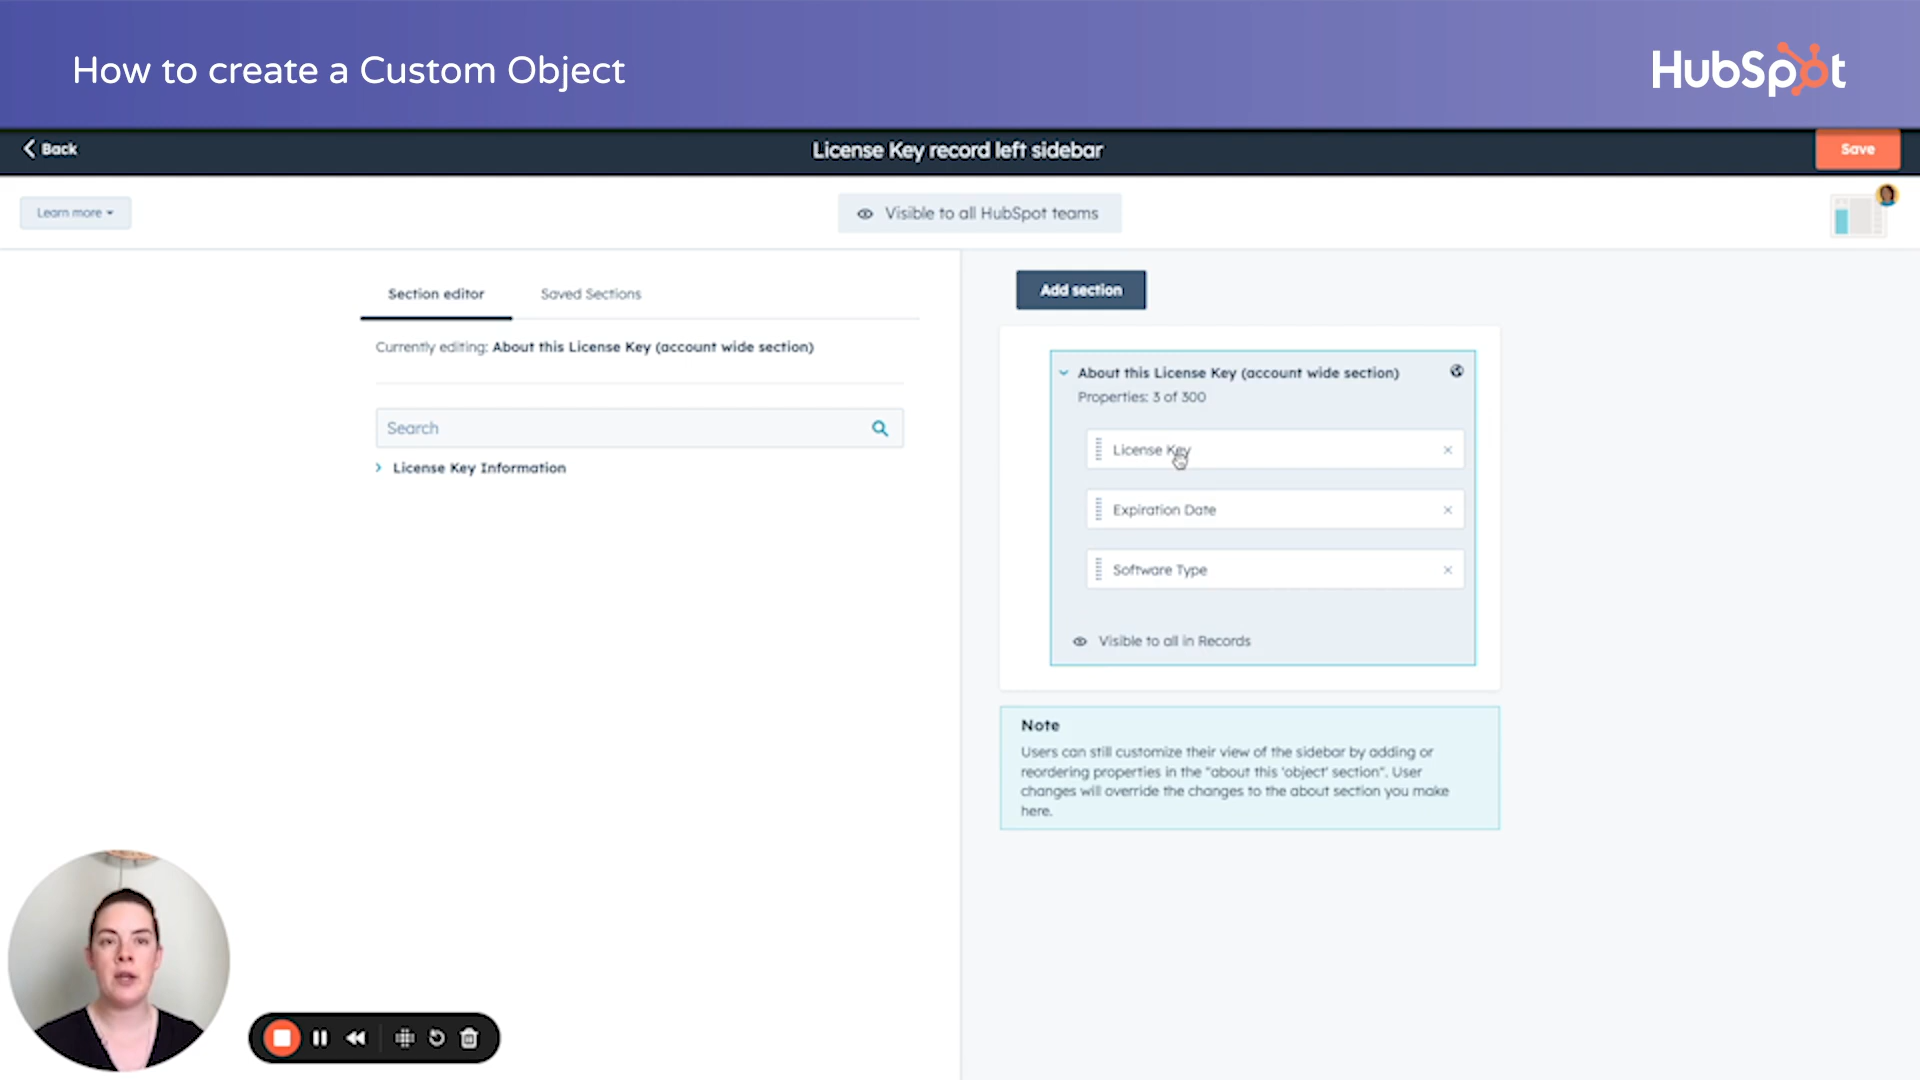 How to create a Custom Object
HubSpot
Back
License Key record left sidebar
Save
Learn more
Visible to all HubSpot teams
Section editor
Saved Sections
Add section
Currently editing: About this License Key (account wide section)
Search
License Key Information
About this License Key (account wide section)
Properties: 3 of 300
License Key
Expiration Date
Software Type
Visible to all in Records
Note
Users can still customize their view of the sidebar by adding or
reordering properties in the "about this 'object' section". User
changes will override the changes to the about section you make
here.